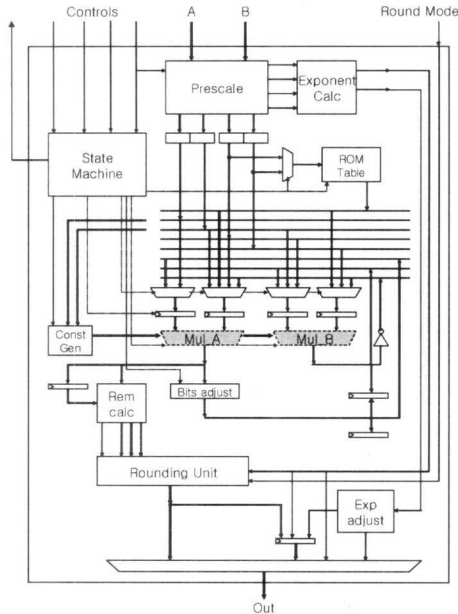 Controls
A
B
Round Mode
Prescale
Exponent
Calc
State
Machine
ROM
Table
Const
Gen
Mul_A
Mul_B
Rem
calc
Bits adjust
Rounding Unit
Exp
adjust
Out